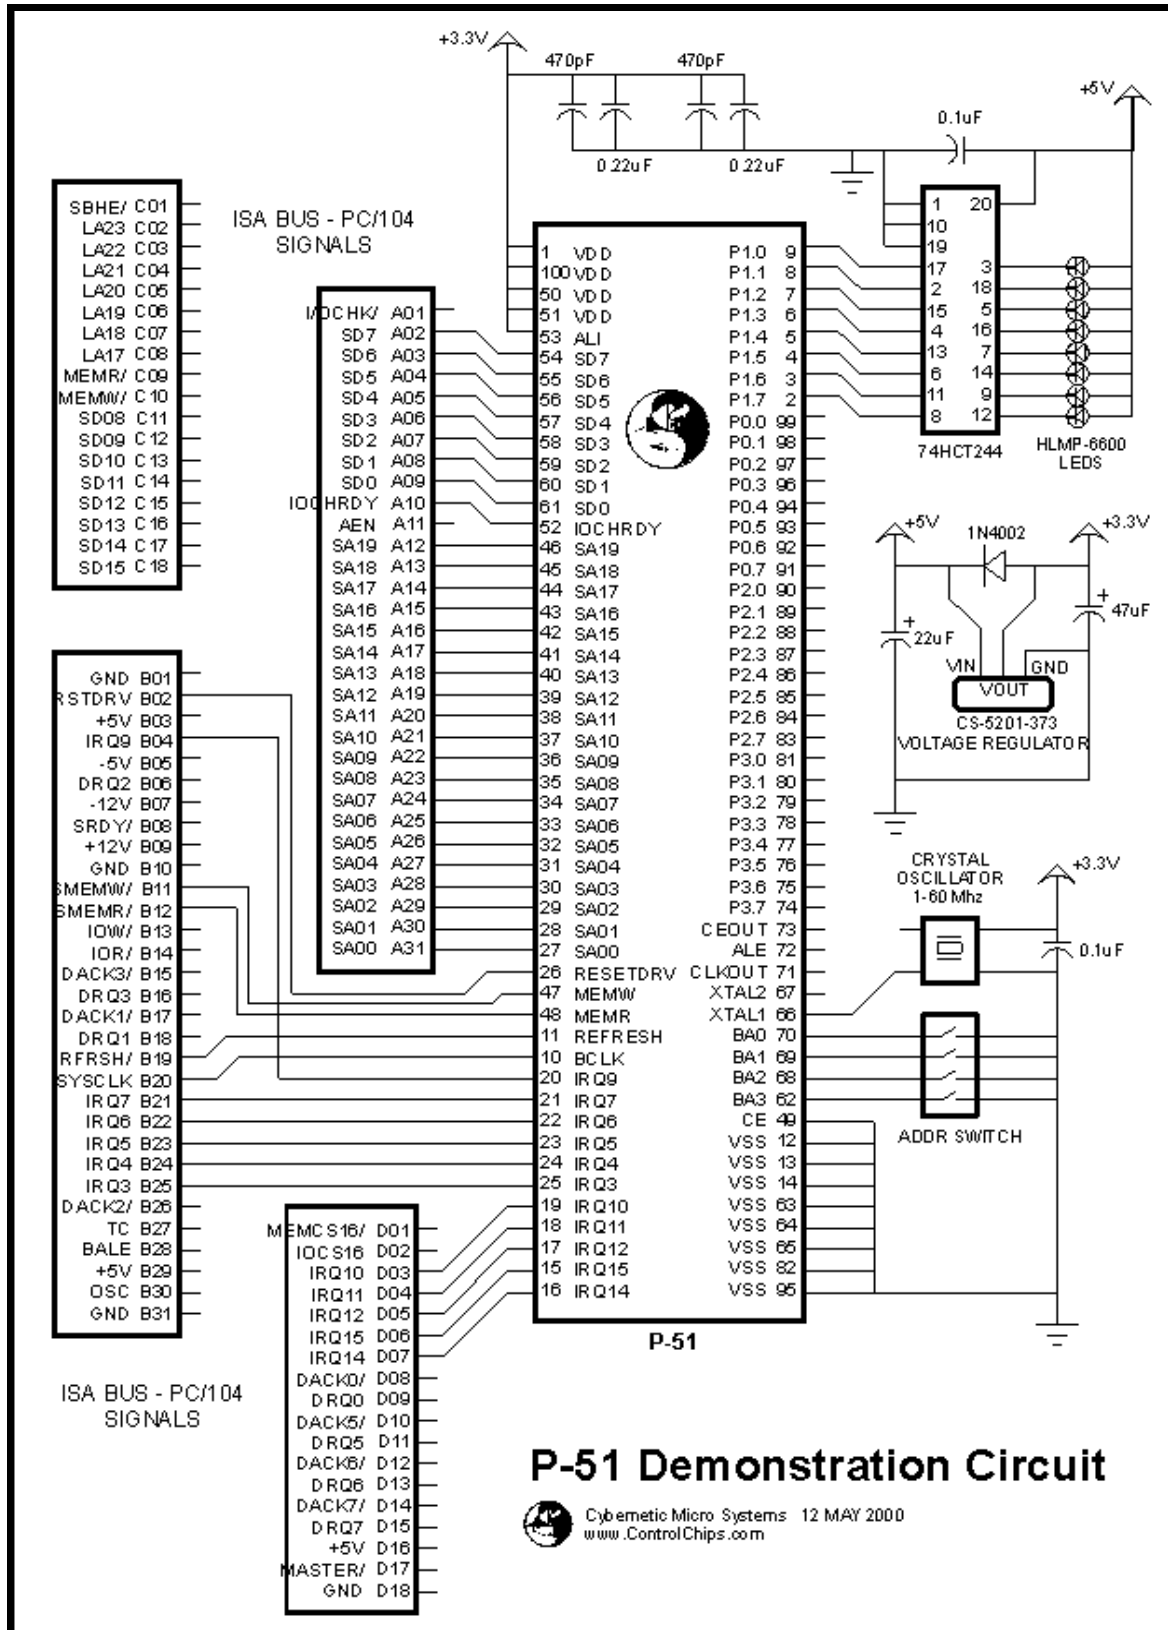 +3.3V
470pF
470pF
0.22uF
0.22uF
0.1uF
+5V
ISA BUS - PC/104
SIGNALS
SBHE/ C01
LA23 C02
LA22 C03
LA21 C04
LA20 C05
LA19 C06
LA18 C07
LA17 C08
MEMR/ C09
MEMW/ C10
SD08 C11
SD09 C12
SD10 C13
SD11 C14
SD12 C15
SD13 C16
SD14 C17
SD15 C18
I/OCHK/ A01
SD7 A02
SD6 A03
SD5 A04
SD4 A05
SD3 A06
SD2 A07
SD1 A08
SD0 A09
IOCHRDY A10
AEN A11
SA19 A12
SA18 A13
SA17 A14
SA16 A15
SA15 A16
SA14 A17
SA13 A18
SA12 A19
SA11 A20
SA10 A21
SA09 A22
SA08 A23
SA07 A24
SA06 A25
SA05 A26
SA04 A27
SA03 A28
SA02 A29
SA01 A30
SA00 A31
GND B01
RSTDRV B02
+5V B03
IRQ9 B04
-5V B05
DRQ2 B06
-12V B07
SRDY/ B08
+12V B09
GND B10
SMEMW/ B11
SMEMR/ B12
IOW/ B13
IOR/ B14
DACK3/ B15
DRQ3 B16
DACK1/ B17
DRQ1 B18
RFRSH/ B19
SYSCLK B20
IRQ7 B21
IRQ6 B22
IRQ5 B23
IRQ4 B24
IRQ3 B25
DACK2/ B26
TC B27
BALE B28
+5V B29
OSC B30
GND B31
ISA BUS - PC/104
SIGNALS
MEMCS16/ D01
IOCS16 D02
IRQ10 D03
IRQ11 D04
IRQ12 D05
IRQ15 D06
IRQ14 D07
DACK0/ D08
DRQ0 D09
DACK5/ D10
DRQ5 D11
DACK6/ D12
DRQ6 D13
DACK7/ D14
DRQ7 D15
+5V D16
MASTER/ D17
GND D18
1 VDD P1.0 9
100 VDD P1.1 8
50 VDD P1.2 7
51 VDD P1.3 6
53 ALI P1.4 5
54 SD7 P1.5 4
55 SD6 P1.6 3
56 SD5 P1.7 2
57 SD4 P0.0 99
58 SD3 P0.1 98
59 SD2 P0.2 97
60 SD1 P0.3 96
61 SD0 P0.4 94
52 IOCHRDY P0.5 93
46 SA19 P0.6 92
45 SA18 P0.7 91
44 SA17 P2.0 90
43 SA16 P2.1 89
42 SA15 P2.2 88
41 SA14 P2.3 87
40 SA13 P2.4 86
39 SA12 P2.5 85
38 SA11 P2.6 84
37 SA10 P2.7 83
36 SA09 P3.0 81
35 SA08 P3.1 80
34 SA07 P3.2 79
33 SA06 P3.3 78
32 SA05 P3.4 77
31 SA04 P3.5 76
30 SA03 P3.6 75
29 SA02 P3.7 74
28 SA01 CEOUT 73
27 SA00 ALE 72
26 RESETDRV CLKOUT 71
47 MEMW XTAL2 67
48 MEMR XTAL1 66
11 REFRESH BA0 70
10 BCLK BA1 69
20 IRQ9 BA2 68
21 IRQ7 BA3 62
22 IRQ6 CE 49
23 IRQ5 VSS 12
24 IRQ4 VSS 13
25 IRQ3 VSS 14
19 IRQ10 VSS 63
18 IRQ11 VSS 64
17 IRQ12 VSS 65
15 IRQ15 VSS 82
16 IRQ14 VSS 95
P-51
1 20
10
19
17 3
2 18
15 5
4 16
13 7
6 14
11 9
8 12
74HCT244
HLMP-6600
LEDS
+5V
1N4002
+3.3V
+
22uF
+
47uF
VIN
GND
VOUT
CS-5201-373
VOLTAGE REGULATOR
CRYSTAL
OSCILLATOR
1-60 Mhz
+3.3V
0.1uF
ADDR SWITCH
P-51 Demonstration Circuit
Cybernetic Micro Systems 12 MAY 2000
www.ControlChips.com